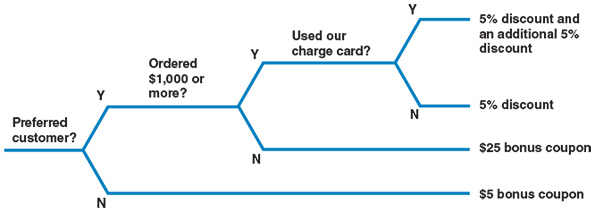 Preferred
customer?
Y
N
Ordered
$1,000 or
more?
Y
N
Used our
charge card?
Y
N
5% discount and
an additional 5%
discount
5% discount
$25 bonus coupon
$5 bonus coupon